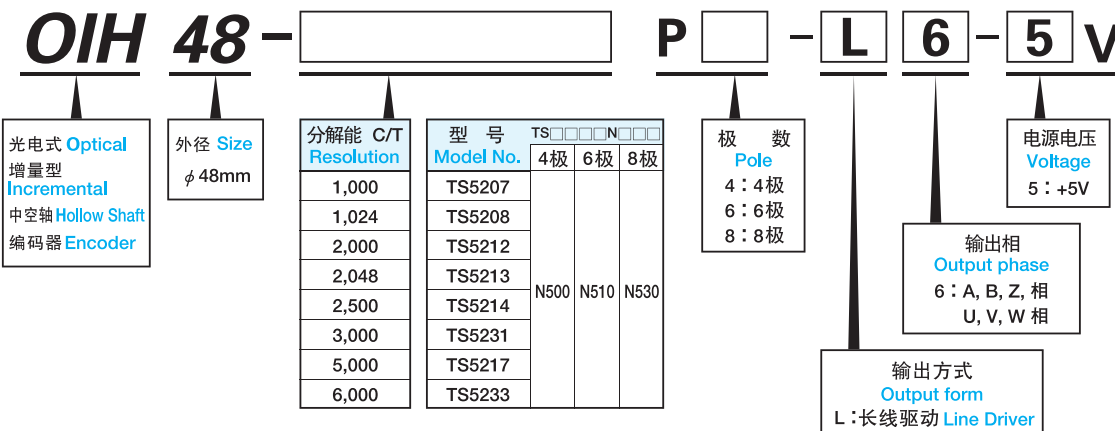 OIH 48 - P - L 6 - 5 V
光电式 Optical
增量型
Incremental
中空轴 Hollow Shaft
编码器 Encoder
外径 Size
φ 48mm
分解能 C/T
Resolution
1,000
1,024
2,000
2,048
2,500
3,000
5,000
6,000
型 号 TS□□□□N□□□
Model No. 4极 6极 8极
TS5207
TS5208
TS5212
TS5213
TS5214
TS5231
TS5217
TS5233
N500 N510 N530
极 数
Pole
4：4极
6：6极
8：8极
输出方式
Output form
L：长线驱动 Line Driver
输出相
Output phase
6：A, B, Z, 相
U, V, W 相
电源电压
Voltage
5：+5V